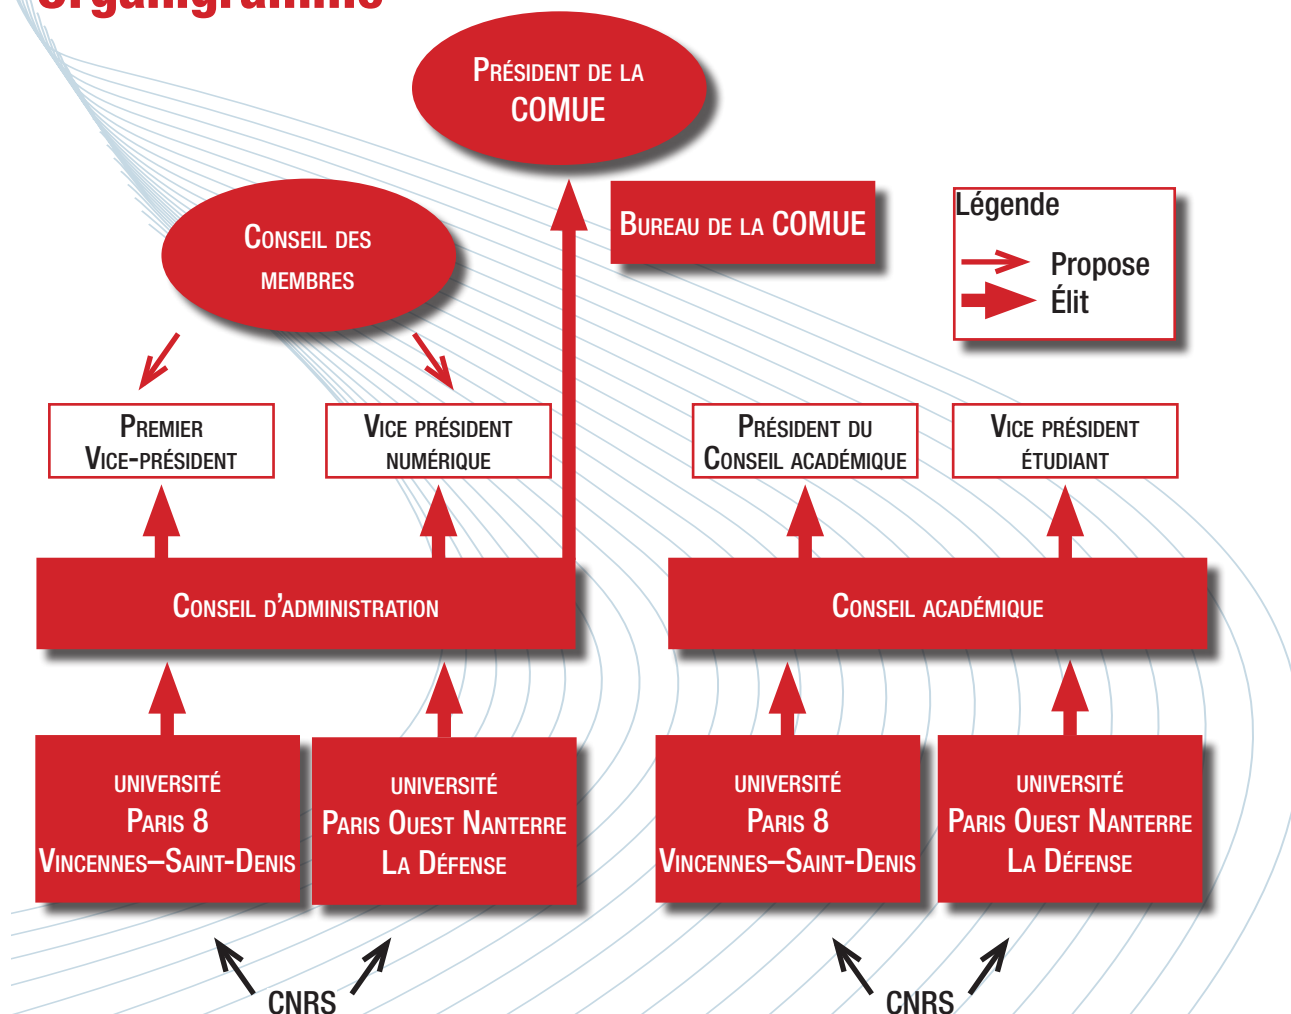 organigramme
Président de la
COMUE
Bureau de la COMUE
Conseil des
membres
Légende
Propose
Élit
Premier
Vice-président
Vice président
numérique
Président du
Conseil académique
Vice président
étudiant
Conseil d'administration
Conseil académique
université
Paris 8
Vincennes–Saint-Denis
université
Paris Ouest Nanterre
La Défense
université
Paris 8
Vincennes–Saint-Denis
université
Paris Ouest Nanterre
La Défense
CNRS
CNRS